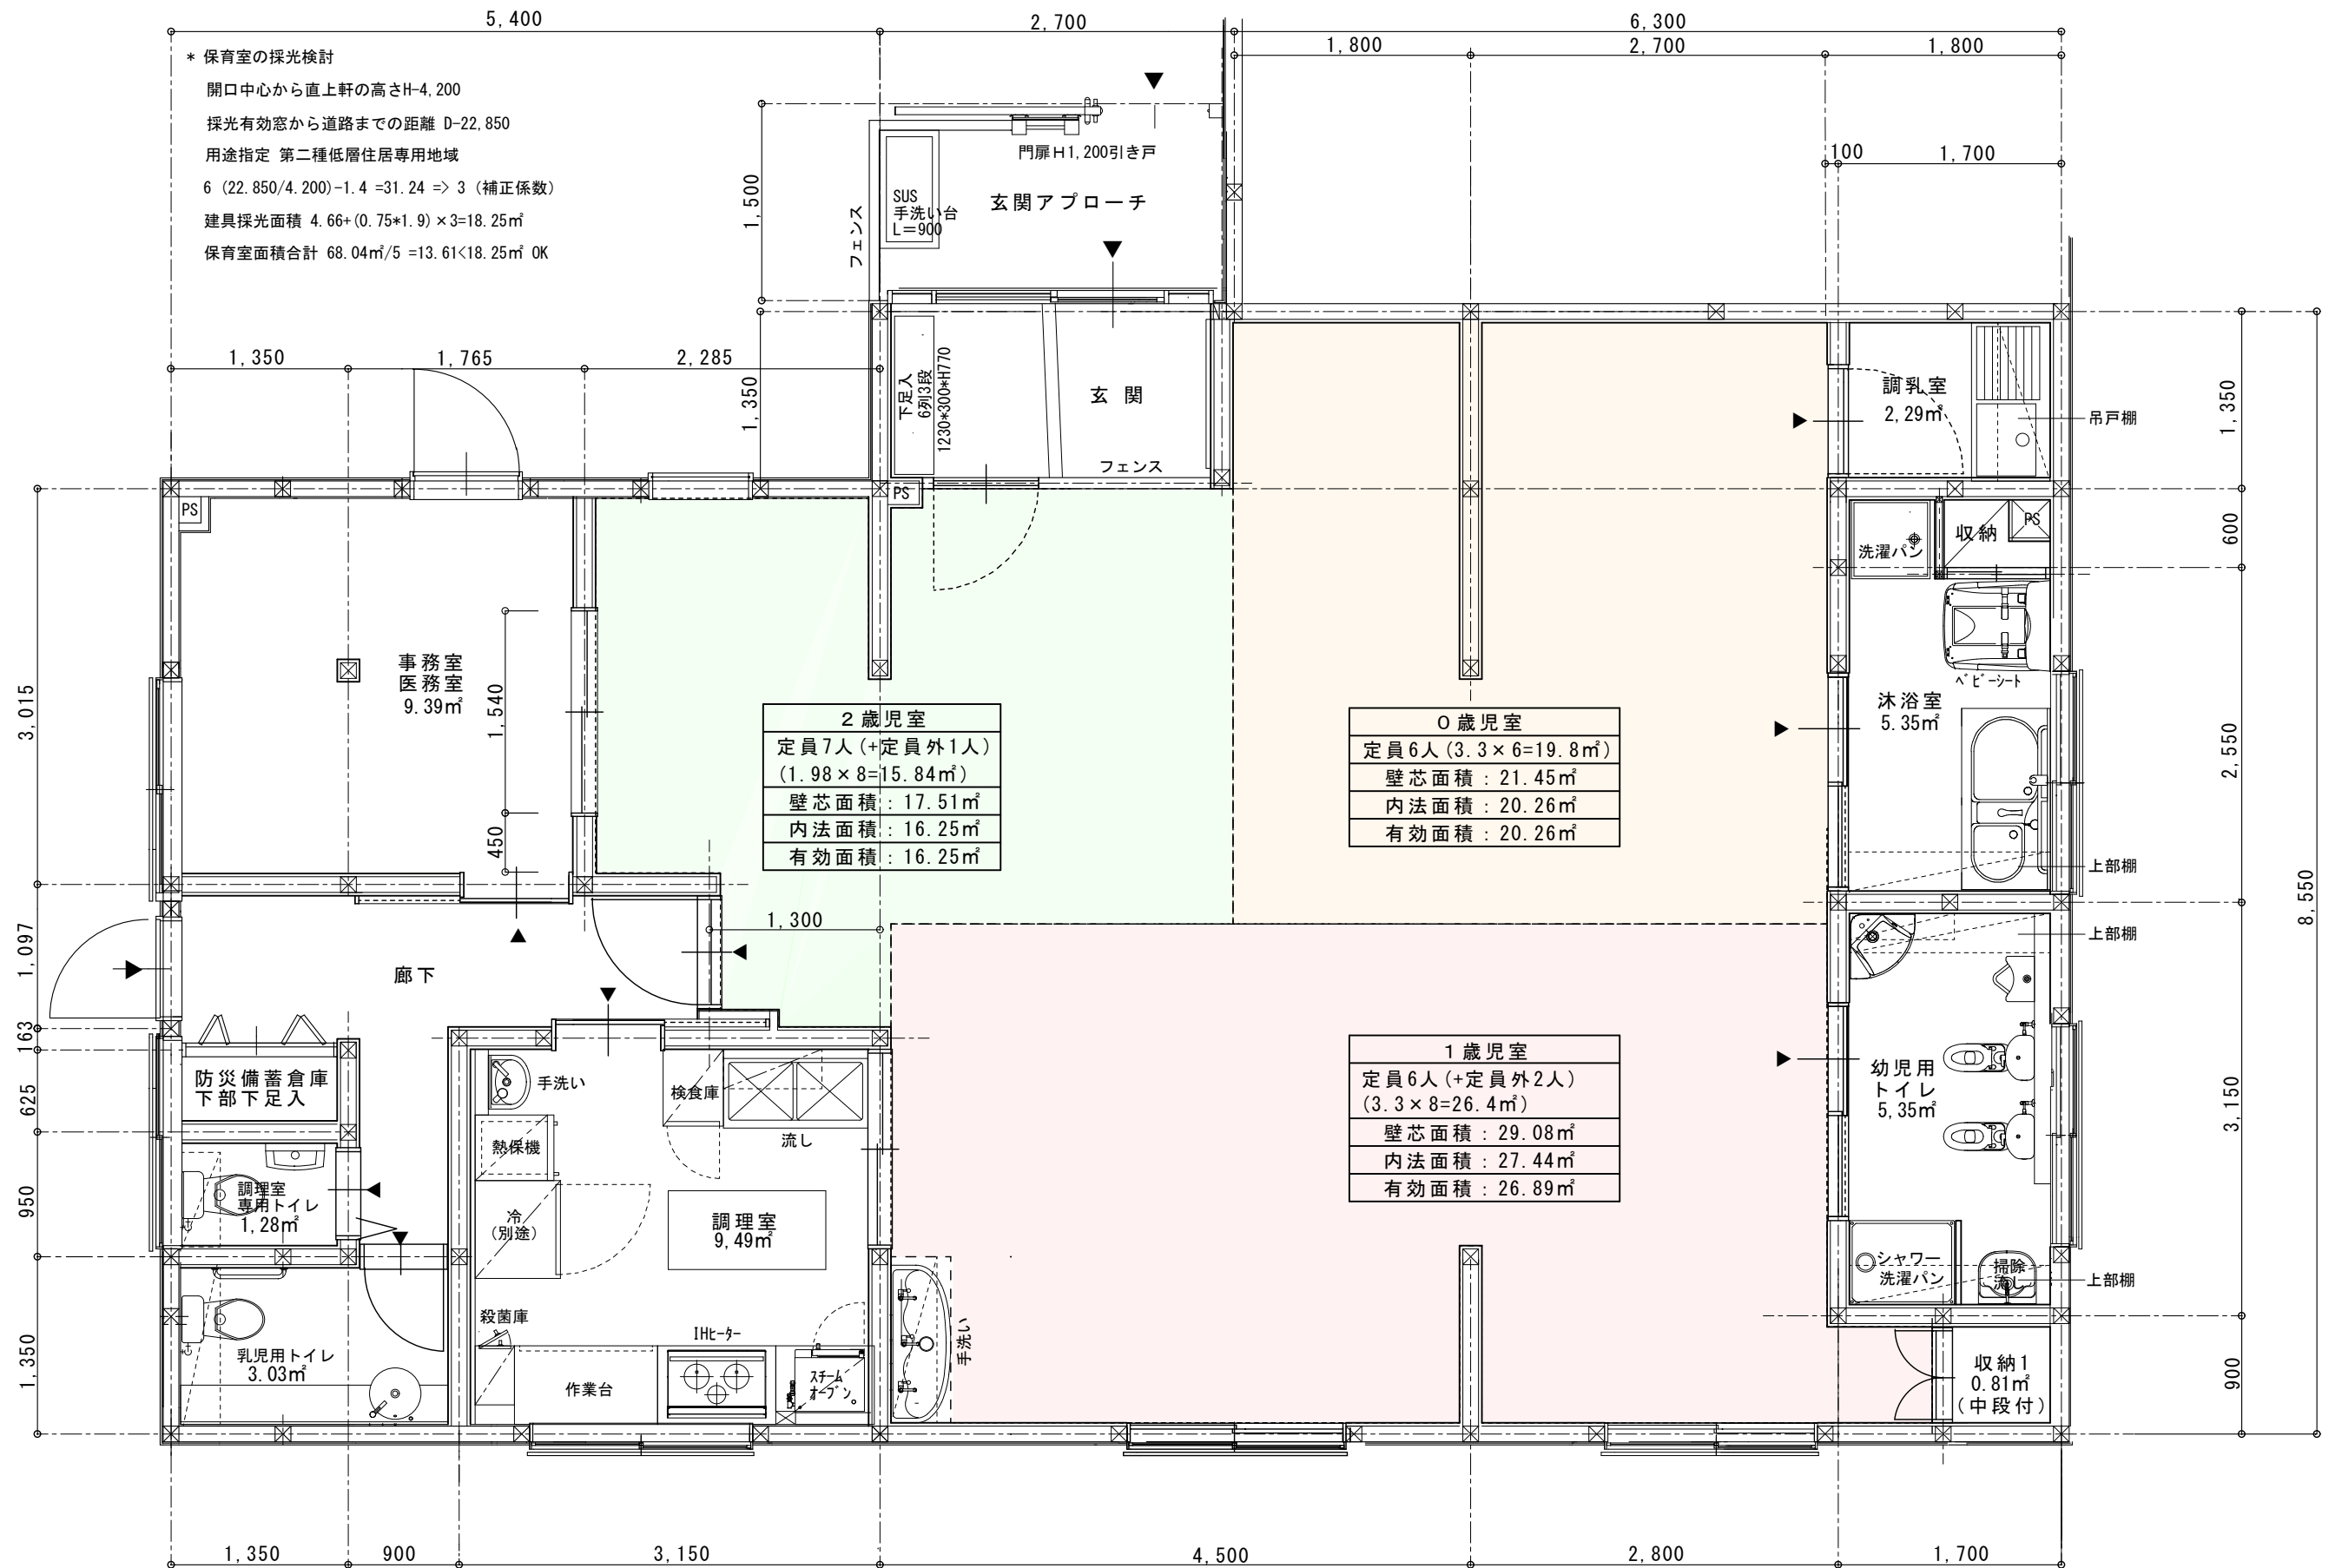 5,400
2,700
6,300
1,800
2,700
1,800
100
1,700
* 保育室の採光検討
開口中心から直上軒の高さH-4,200
採光有効窓から道路までの距離 D-22,850
用途指定 第二種低層住居専用地域
6 (22.850/4.200)-1.4 =31.24 => 3 (補正係数)
建具採光面積 4.66+(0.75*1.9)×3=18.25㎡
保育室面積合計 68.04㎡/5 =13.61<18.25㎡ OK
1,500
フェンス
SUS
手洗い台
L=900
門扉H1,200引き戸
玄関アプローチ
1,350
1,765
2,285
1,350
下足入
6列3段
1230*300*H770
玄 関
フェンス
調乳室
2,29㎡
吊戸棚
1,350
PS
PS
洗濯パン
収納
PS
600
事務室
医務室
9.39㎡
1,540
450
3,015
2歳児室
定員7人(+定員外1人)
(1.98×8=15.84㎡)
壁芯面積：17.51㎡
内法面積：16.25㎡
有効面積：16.25㎡
0歳児室
定員6人(3.3×6=19.8㎡)
壁芯面積：21.45㎡
内法面積：20.26㎡
有効面積：20.26㎡
ベビーシート
沐浴室
5.35㎡
上部棚
2,550
8,550
1,300
1,097
廊下
上部棚
163
625
防災備蓄倉庫
下部下足入
手洗い
検食庫
流し
熱保機
1歳児室
定員6人(+定員外2人)
(3.3×8=26.4㎡)
壁芯面積：29.08㎡
内法面積：27.44㎡
有効面積：26.89㎡
幼児用
トイレ
5,35㎡
3,150
950
調理室
専用トイレ
1,28㎡
冷
(別途)
調理室
9,49㎡
シャワー
洗濯パン
掃除
流し
上部棚
1,350
乳児用トイレ
3.03㎡
殺菌庫
IHヒーター
作業台
スチーム
オーブン
手洗い
収納1
0.81㎡
(中段付)
900
1,350
900
3,150
4,500
2,800
1,700